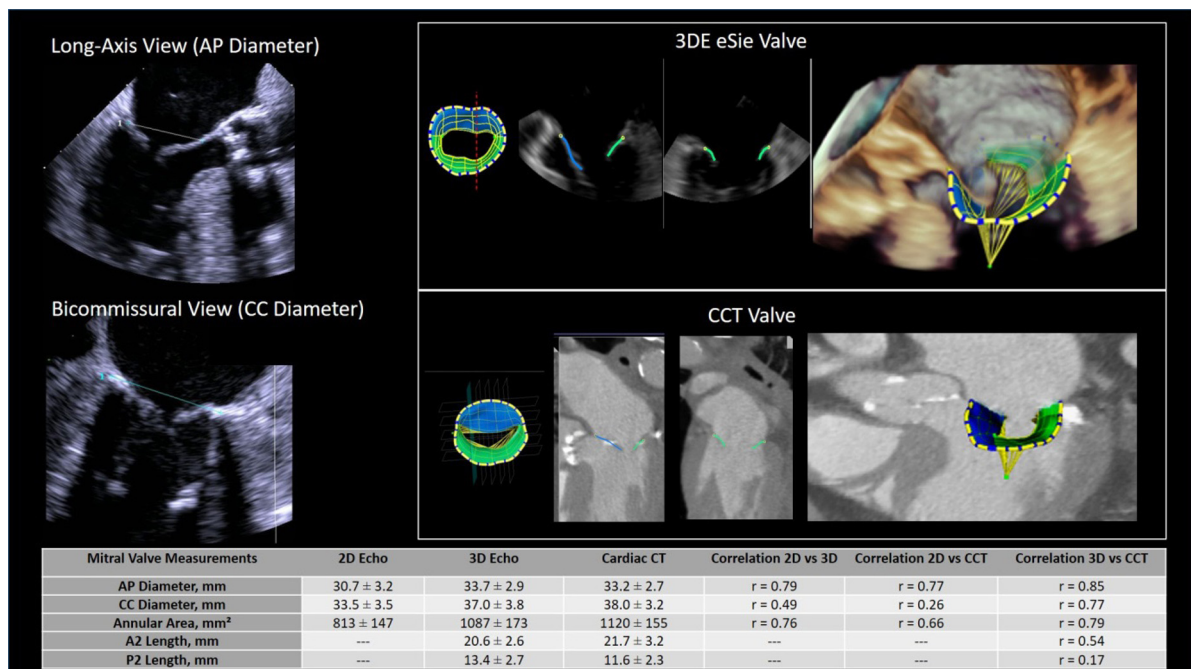 Long-Axis View (AP Diameter)
3DE eSie Valve
Bicommissural View (CC Diameter)
CCT Valve
Mitral Valve Measurements 2D Echo 3D Echo Cardiac CT Correlation 2D vs 3D Correlation 2D vs CCT Correlation 3D vs CCT
AP Diameter, mm 30.7 ± 3.2 33.7 ± 2.9 33.2 ± 2.7 r = 0.79 r = 0.77 r = 0.85
CC Diameter, mm 33.5 ± 3.5 37.0 ± 3.8 38.0 ± 3.2 r = 0.49 r = 0.26 r = 0.77
Annular Area, mm² 813 ± 147 1087 ± 173 1120 ± 155 r = 0.76 r = 0.66 r = 0.79
A2 Length, mm --- 20.6 ± 2.6 21.7 ± 3.2 --- --- r = 0.54
P2 Length, mm --- 13.4 ± 2.7 11.6 ± 2.3 --- --- r = 0.17